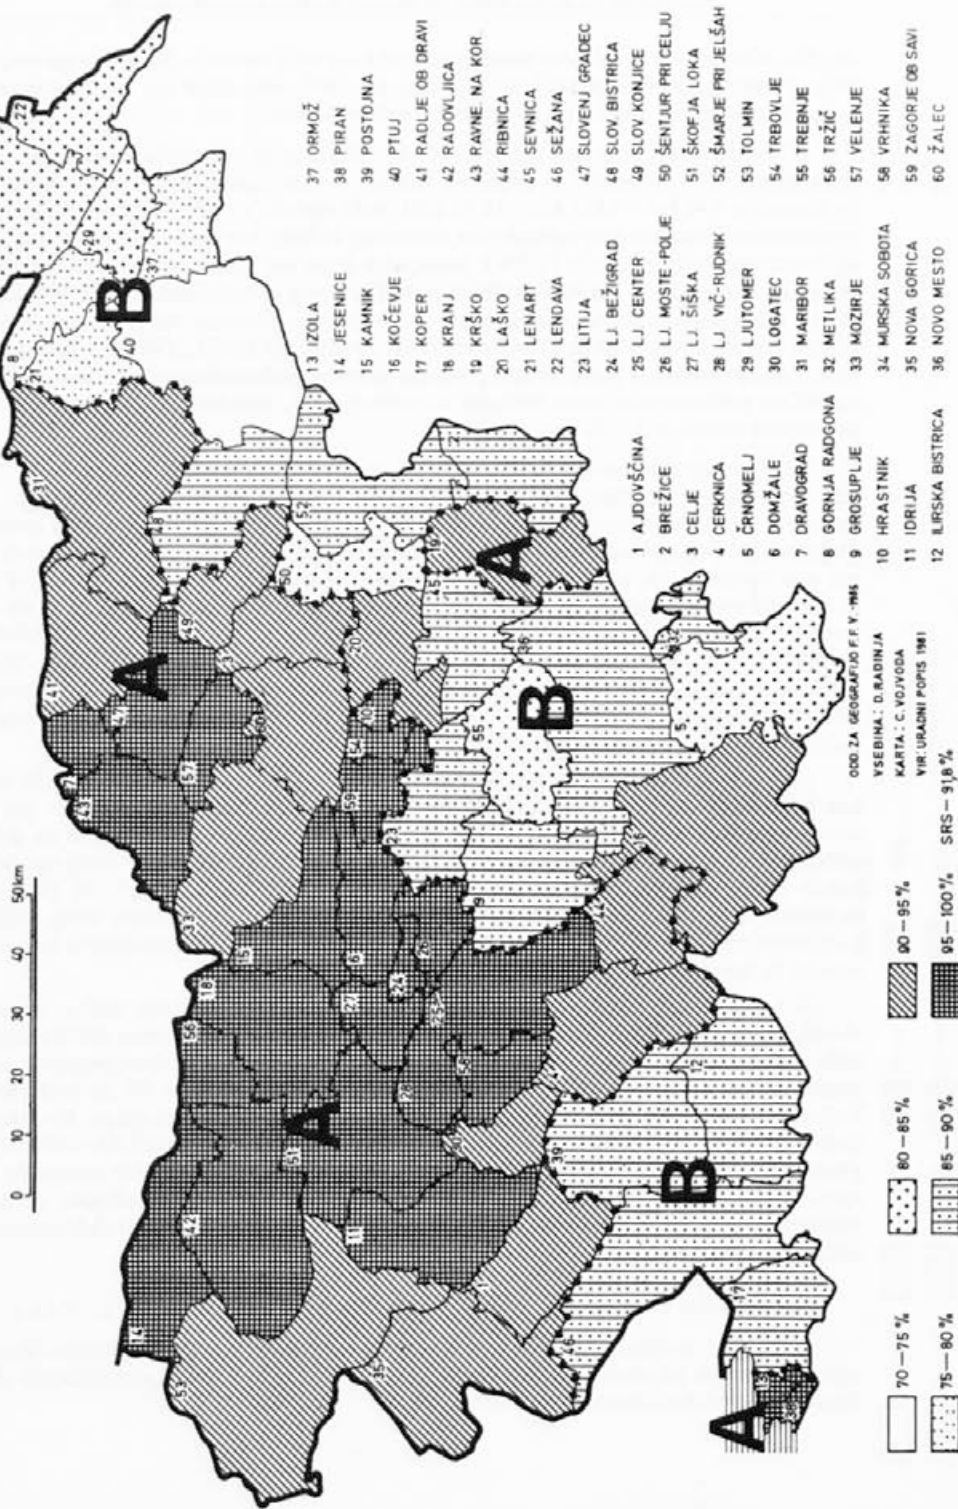 0 10 20 30 40 50 km
A
A
A
A
B
B
B
1 AJDOVŠČINA
2 BREŽICE
3 CELJE
4 CERKNICA
5 ČRNOMELJ
6 DOMŽALE
7 DRAVOGRAD
8 GORNJA RADGONA
9 GROSUPLJE
10 HRASTNIK
11 IDRIJA
12 ILIRSKA BISTRICA
13 IZOLA
14 JESENICE
15 KAMNIK
16 KOČEVJE
17 KOPER
18 KRANJ
19 KRŠKO
20 LAŠKO
21 LENART
22 LENDAVA
23 LITIJA
24 LJ. BEŽIGRAD
25 LJ. CENTER
26 LJ. MOSTE-POLJE
27 LJ. ŠIŠKA
28 LJ. VIČ-RUDNIK
29 LJUTOMER
30 LOGATEC
31 MARIBOR
32 METLIKA
33 MOZIRJE
34 MURSKA SOBOTA
35 NOVA GORICA
36 NOVO MESTO
37 ORMOŽ
38 PIRAN
39 POSTOJNA
40 PTUJ
41 RADLJE OB DRAVI
42 RADOVLJICA
43 RAVNE NA KOR.
44 RIBNICA
45 SEVNICA
46 SEŽANA
47 SLOVENJ GRADEC
48 SLOV. BISTRICA
49 SLOV KONJICE
50 ŠENTJUR PRI CELJU
51 ŠKOFJA LOKA
52 ŠMARJE PRI JELŠAH
53 TOLMIN
54 TRBOVLJE
55 TREBNJE
56 TRŽIČ
57 VELENJE
58 VRHNIKA
59 ZAGORJE OB SAVI
60 ŽALEC
ODD. ZA GEOGRAFIJO F.F.
VSEBINA: D. RADINJA
KARTA: C. VOJVODA
VIR: URADNI POPIS 1981
70—75 %
75—80 %
80—85 %
85—90 %
90—95 %
95—100 %
SRS — 91,8 %